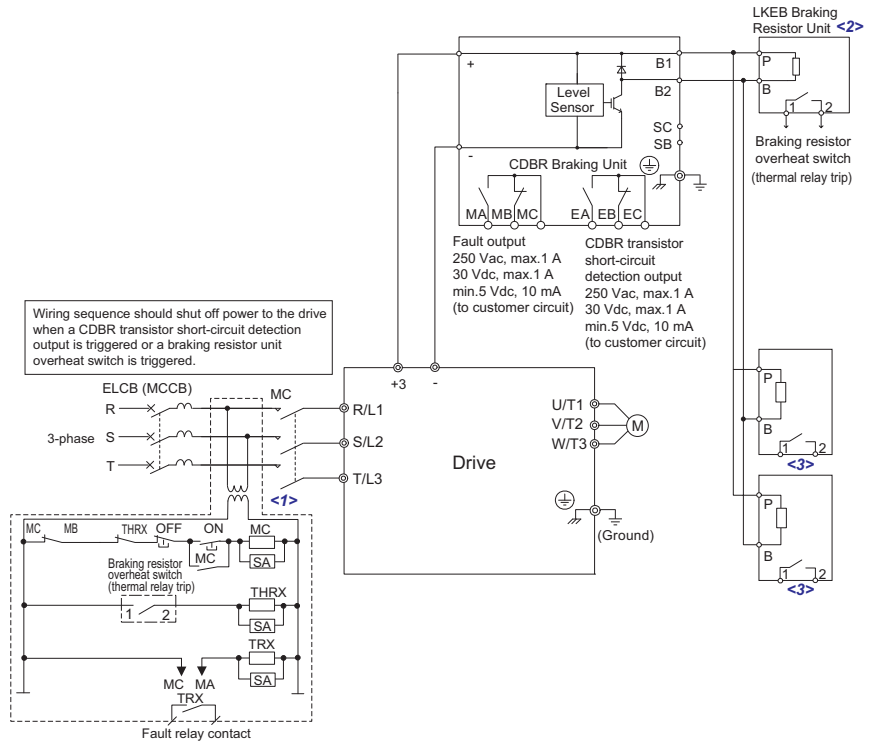 LKEB Braking
Resistor Unit <2>
+
B1
B2
Level
Sensor
SC
SB
-
CDBR Braking Unit
MA MB MC
EA EB EC
P
B
1 2
Braking resistor
overheat switch
(thermal relay trip)
Fault output
250 Vac, max.1 A
30 Vdc, max.1 A
min.5 Vdc, 10 mA
(to customer circuit)
CDBR transistor
short-circuit
detection output
250 Vac, max.1 A
30 Vdc, max.1 A
min.5 Vdc, 10 mA
(to customer circuit)
Wiring sequence should shut off power to the drive
when a CDBR transistor short-circuit detection
output is triggered or a braking resistor unit
overheat switch is triggered.
ELCB (MCCB)
MC
3-phase
R
S
T
<1>
+3
-
R/L1
S/L2
T/L3
Drive
U/T1
V/T2
W/T3
M
(Ground)
P
B
1 2
<3>
P
B
1 2
<3>
MC MB THRX OFF ON MC
MC
SA
Braking resistor
overheat switch
(thermal relay trip)
1 2
THRX
SA
TRX
SA
MC MA
TRX
Fault relay contact